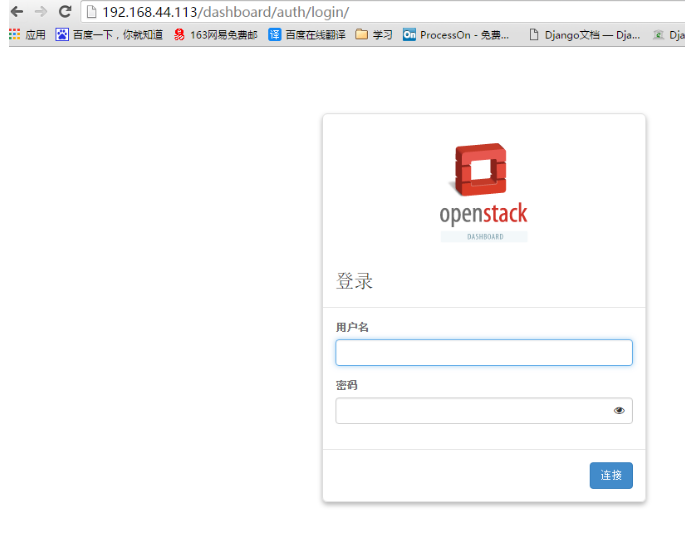 192.168.44.113/dashboard/auth/login/
应用 百度一下，你就知道 163网易免费邮 译 百度在线翻译 学习 On ProcessOn - 免费... Django文档 — Dja... Dja
openstack
DASHBOARD
登录
用户名
密码
连接